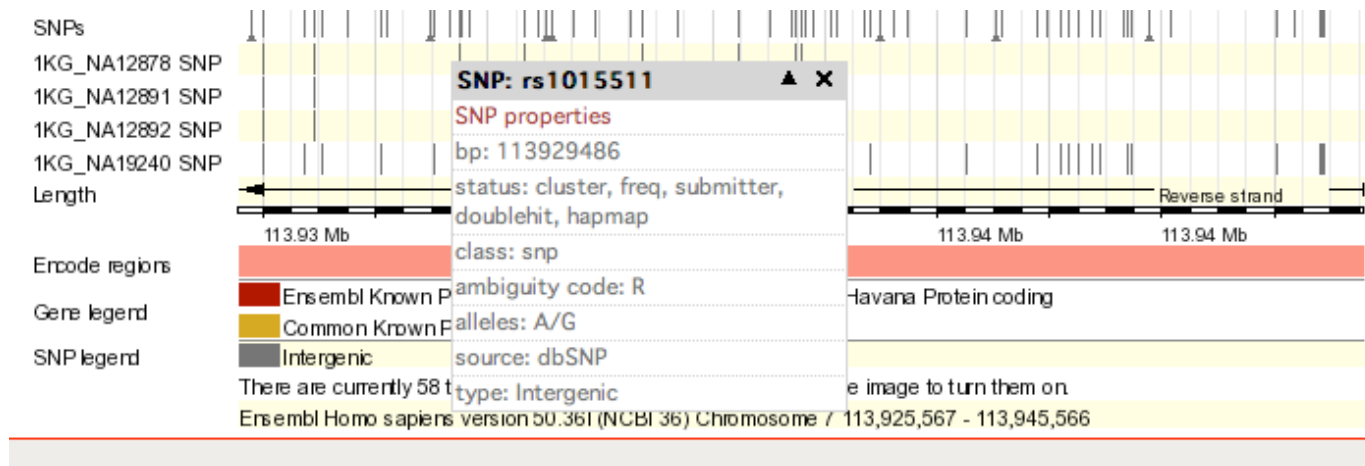 SNPs
1KG_NA12878 SNP
SNP: rs1015511
1KG_NA12891 SNP
SNP properties
1KG_NA12892 SNP
bp: 113929486
1KG_NA19240 SNP
status: cluster, freq, submitter,
doublehit, hapmap
Length
Reverse strand
113.93 Mb
113.94 Mb
113.94 Mb
class: snp
Encode regions
ambiguity code: R
Gene legend
Ensembl Known P
Havana Protein coding
alleles: A/G
Common Known P
SNP legend
Intergenic
source: dbSNP
There are currently 58 t
e image to turn them on.
type: Intergenic
Ensembl Homo sapiens version 50.36l (NCBI 36) Chromosome 7 113,925,567 - 113,945,566